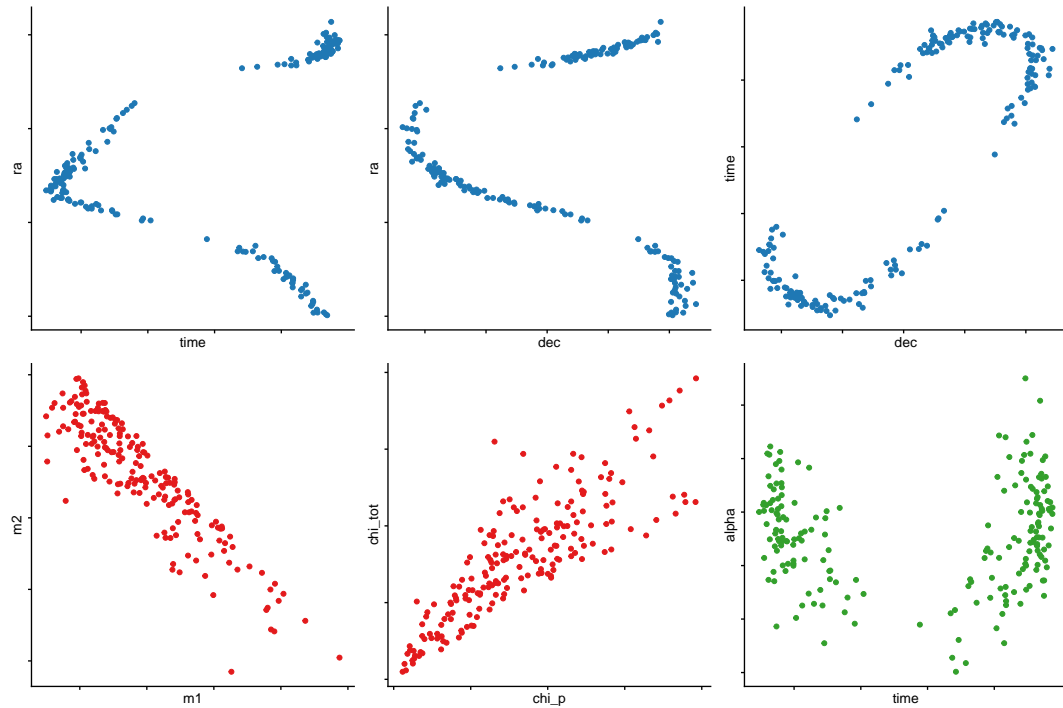 ra
time
ra
dec
time
dec
m2
m1
chi_tot
chi_p
alpha
time